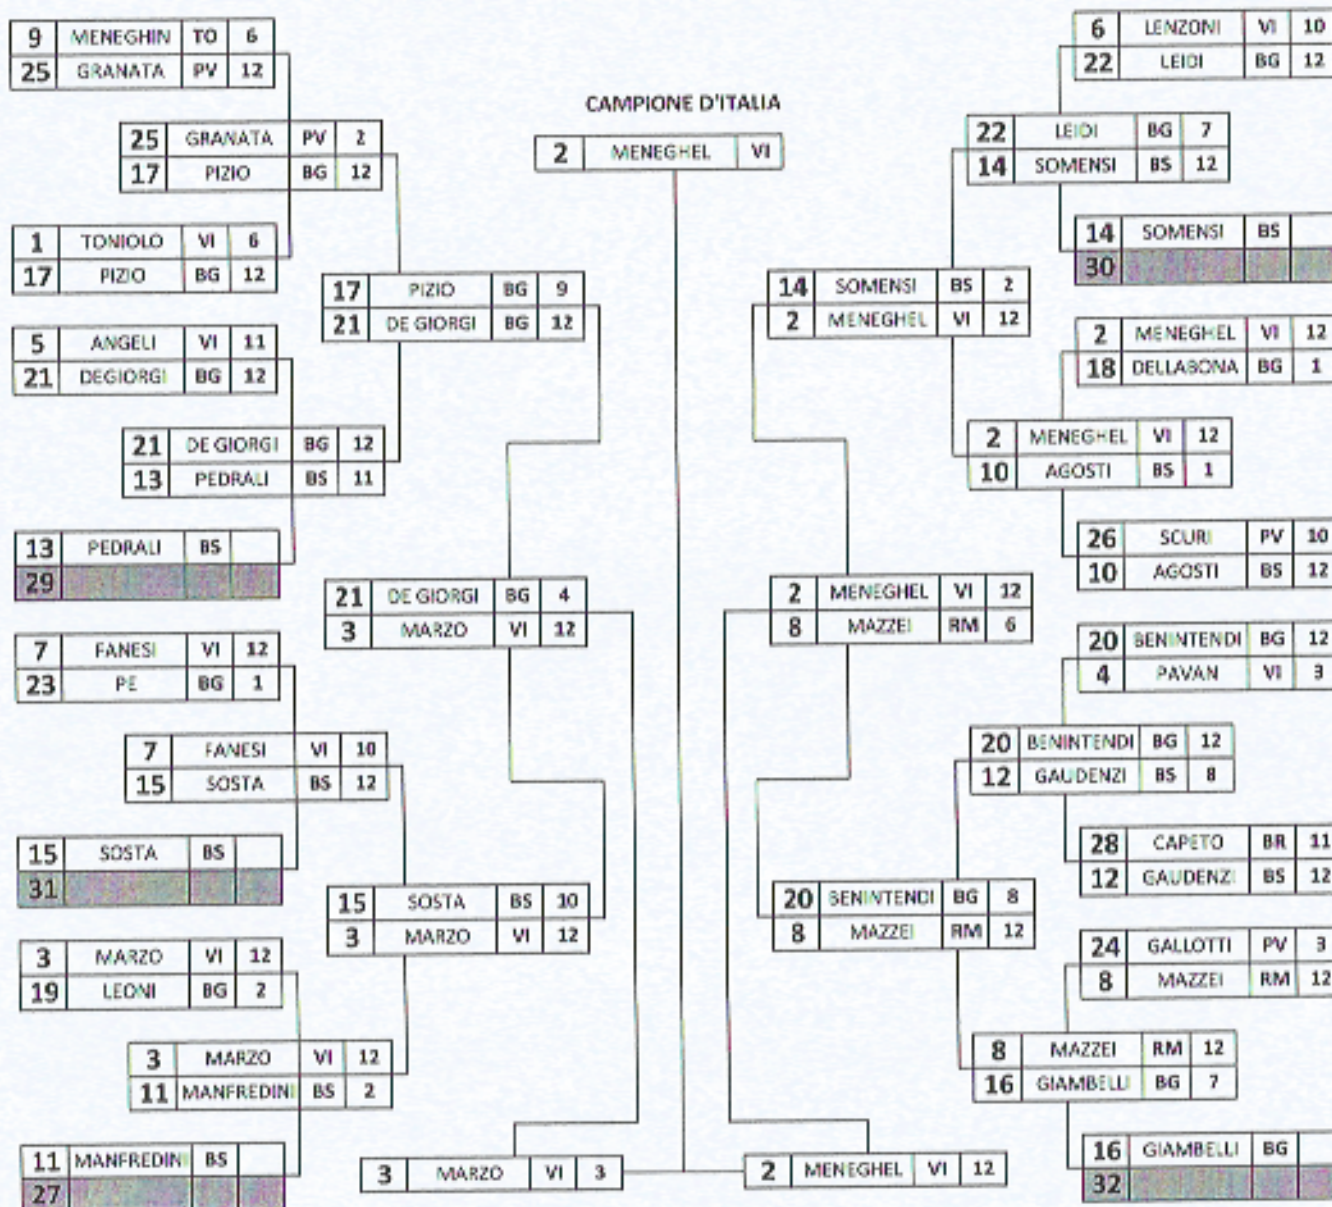 CAMPIONE D'ITALIA
2 MENEGHEL VI
9 MENEGHIN TO 6
25 GRANATA PV 12
25 GRANATA PV 2
17 PIZIO BG 12
1 TONIOLO VI 6
17 PIZIO BG 12
17 PIZIO BG 9
21 DE GIORGI BG 12
5 ANGELI VI 11
21 DEGIORGI BG 12
21 DE GIORGI BG 12
13 PEDRALI BS 11
13 PEDRALI BS
29
21 DE GIORGI BG 4
3 MARZO VI 12
7 FANESI VI 12
23 PE BG 1
7 FANESI VI 10
15 SOSTA BS 12
15 SOSTA BS
31
15 SOSTA BS 10
3 MARZO VI 12
3 MARZO VI 12
19 LEONI BG 2
3 MARZO VI 12
11 MANFREDINI BS 2
11 MANFREDINI BS
27
3 MARZO VI 3
2 MENEGHEL VI 12
6 LENZONI VI 10
22 LEIDI BG 12
22 LEIDI BG 7
14 SOMENSI BS 12
14 SOMENSI BS
30
14 SOMENSI BS 2
2 MENEGHEL VI 12
2 MENEGHEL VI 12
18 DELLABONA BG 1
2 MENEGHEL VI 12
10 AGOSTI BS 1
26 SCURI PV 10
10 AGOSTI BS 12
2 MENEGHEL VI 12
8 MAZZEI RM 6
20 BENINTENDI BG 12
4 PAVAN VI 3
20 BENINTENDI BG 12
12 GAUDENZI BS 8
28 CAPETO BR 11
12 GAUDENZI BS 12
20 BENINTENDI BG 8
8 MAZZEI RM 12
24 GALLOTTI PV 3
8 MAZZEI RM 12
8 MAZZEI RM 12
16 GIAMBELLI BG 7
16 GIAMBELLI BG
32